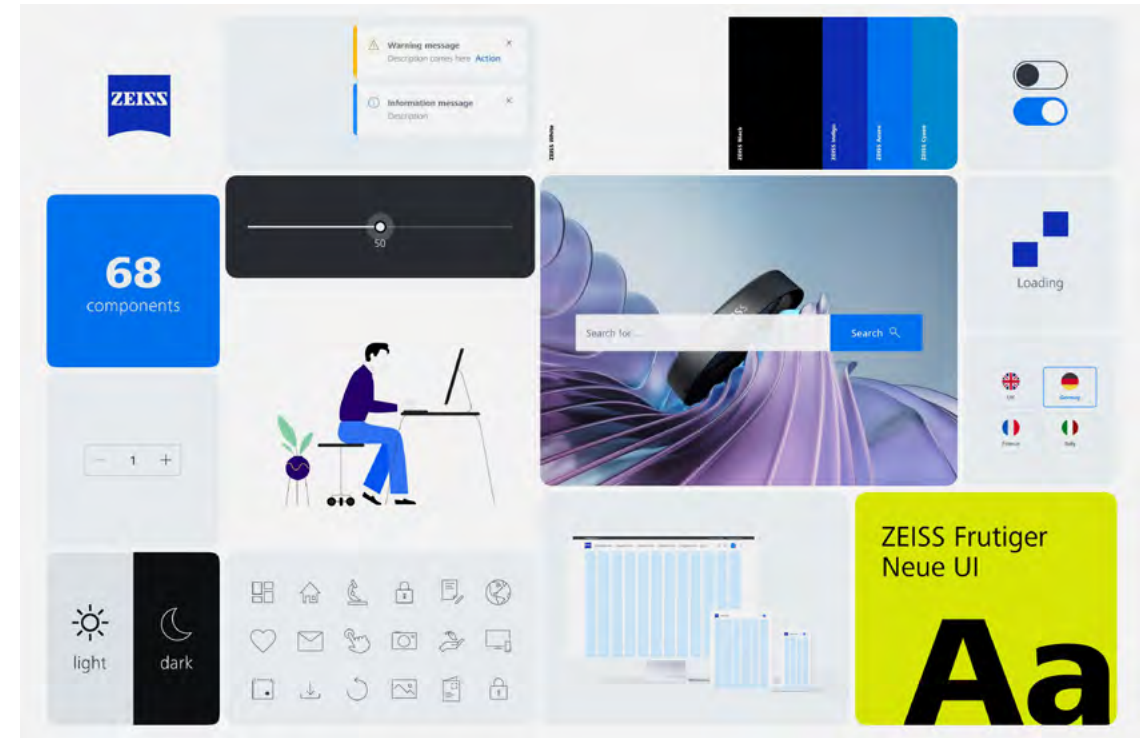 ZEISS
Warning message
Description comes here Action
Information message
Description
ZEISS White
ZEISS Black
ZEISS Indigo
ZEISS Azure
ZEISS Cyan
68
components
50
Search for ...
Search
Loading
UK
Germany
France
Italy
1
light
dark
ZEISS Frutiger
Neue UI
Aa